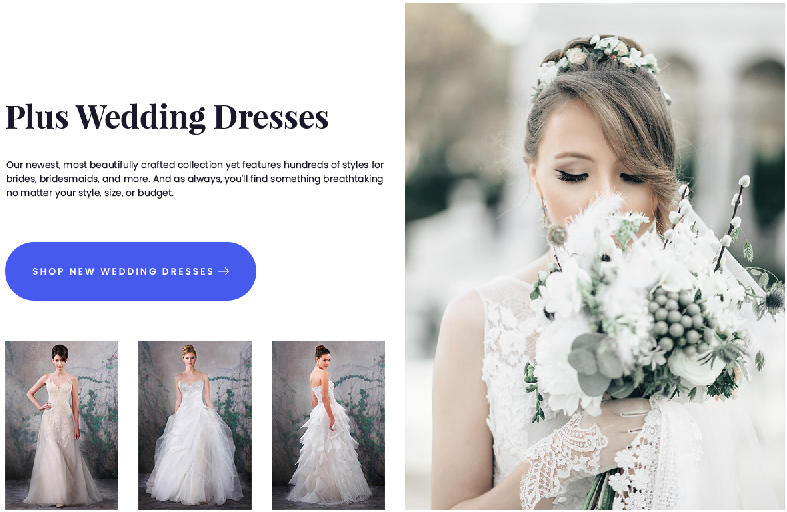 Plus Wedding Dresses
Our newest, most beautifully crafted collection yet features hundreds of styles for
brides, bridesmaids, and more. And as always, you'll find something breathtaking
no matter your style, size, or budget.
SHOP NEW WEDDING DRESSES →